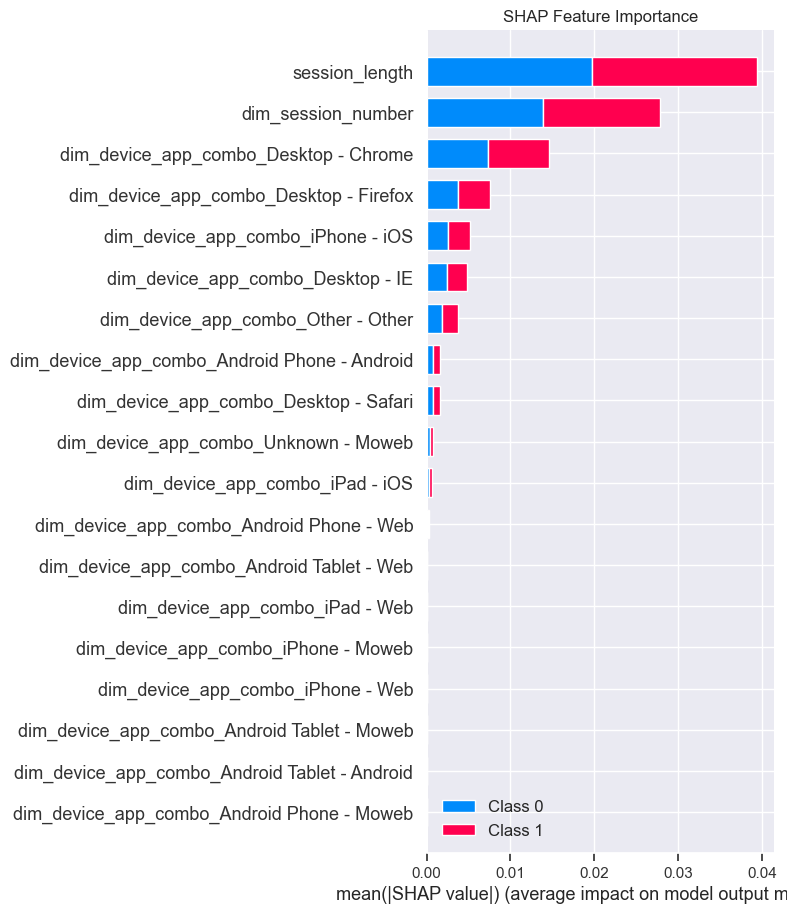 SHAP Feature Importance
session_length
dim_session_number
dim_device_app_combo_Desktop - Chrome
dim_device_app_combo_Desktop - Firefox
dim_device_app_combo_iPhone - iOS
dim_device_app_combo_Desktop - IE
dim_device_app_combo_Other - Other
dim_device_app_combo_Android Phone - Android
dim_device_app_combo_Desktop - Safari
dim_device_app_combo_Unknown - Moweb
dim_device_app_combo_iPad - iOS
dim_device_app_combo_Android Phone - Web
dim_device_app_combo_Android Tablet - Web
dim_device_app_combo_iPad - Web
dim_device_app_combo_iPhone - Moweb
dim_device_app_combo_iPhone - Web
dim_device_app_combo_Android Tablet - Moweb
dim_device_app_combo_Android Tablet - Android
dim_device_app_combo_Android Phone - Moweb
Class 0
Class 1
0.00 0.01 0.02 0.03 0.04
mean(|SHAP value|) (average impact on model output m